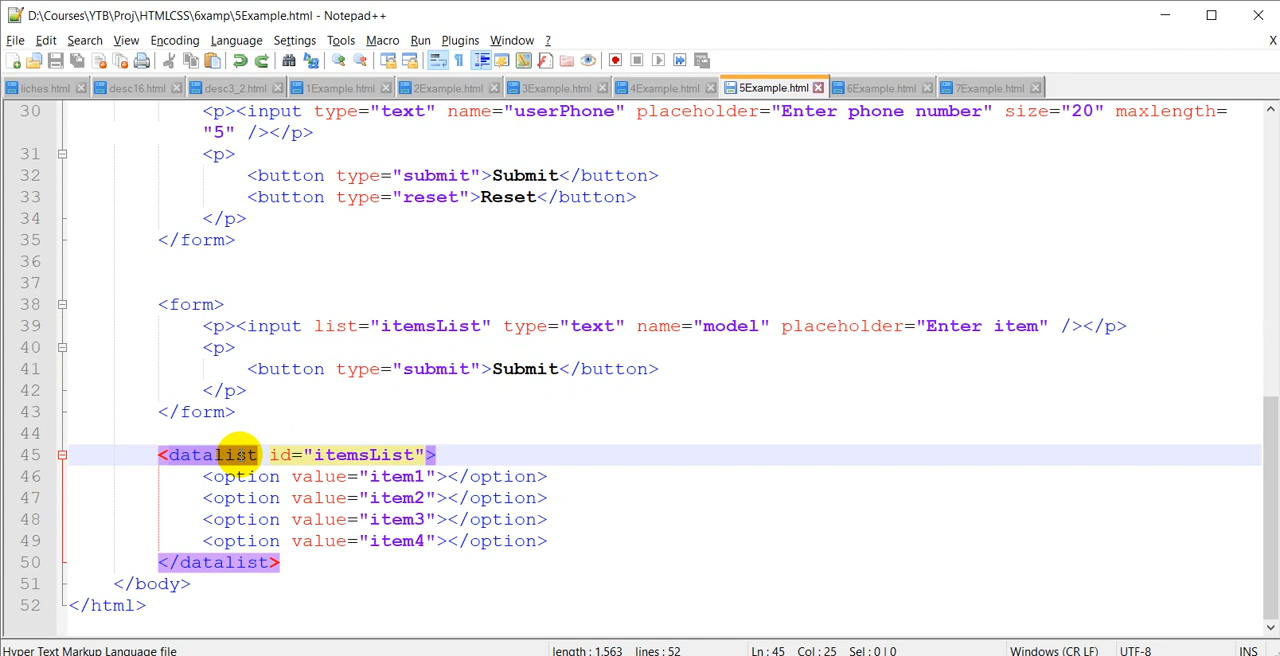 D:\Courses\YTB\Proj\HTMLCSS\6xamp\5Example.html - Notepad++
File Edit Search View Encoding Language Settings Tools Macro Run Plugins Window ? X
liches.html desc16.html desc3_2.html 1Example.html 2Example.html 3Example.html 4Example.html 5Example.html 6Example.html 7Example.html
30 <p><input type="text" name="userPhone" placeholder="Enter phone number" size="20" maxlength=
"5" /></p>
31 <p>
32 <button type="submit">Submit</button>
33 <button type="reset">Reset</button>
34 </p>
35 </form>
36
37
38 <form>
39 <p><input list="itemsList" type="text" name="model" placeholder="Enter item" /></p>
40 <p>
41 <button type="submit">Submit</button>
42 </p>
43 </form>
44
45 <datalist id="itemsList">
46 <option value="item1"></option>
47 <option value="item2"></option>
48 <option value="item3"></option>
49 <option value="item4"></option>
50 </datalist>
51 </body>
52 </html>
Hyper Text Markup Language file length : 1,563 lines : 52 Ln : 45 Col : 25 Sel : 0 | 0 Windows (CR LF) UTF-8 INS